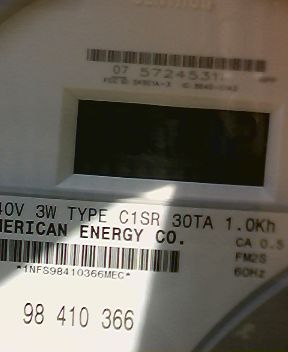 07 5724531
40V 3W TYPE C1SR 30TA 1.0Kh
MERICAN ENERGY CO.
CA 0.5
*1NFS98410366MEC*
FM2S
60Hz
98 410 366